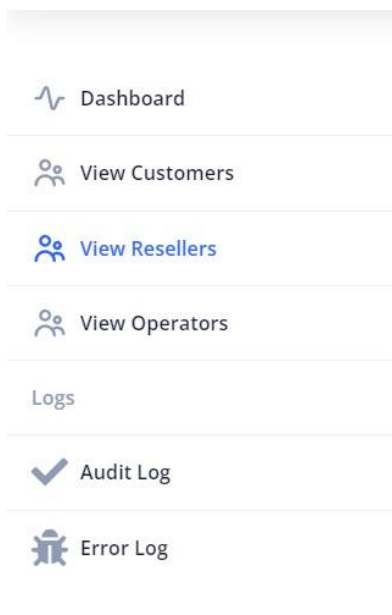 Dashboard
View Customers
View Resellers
View Operators
Logs
Audit Log
Error Log